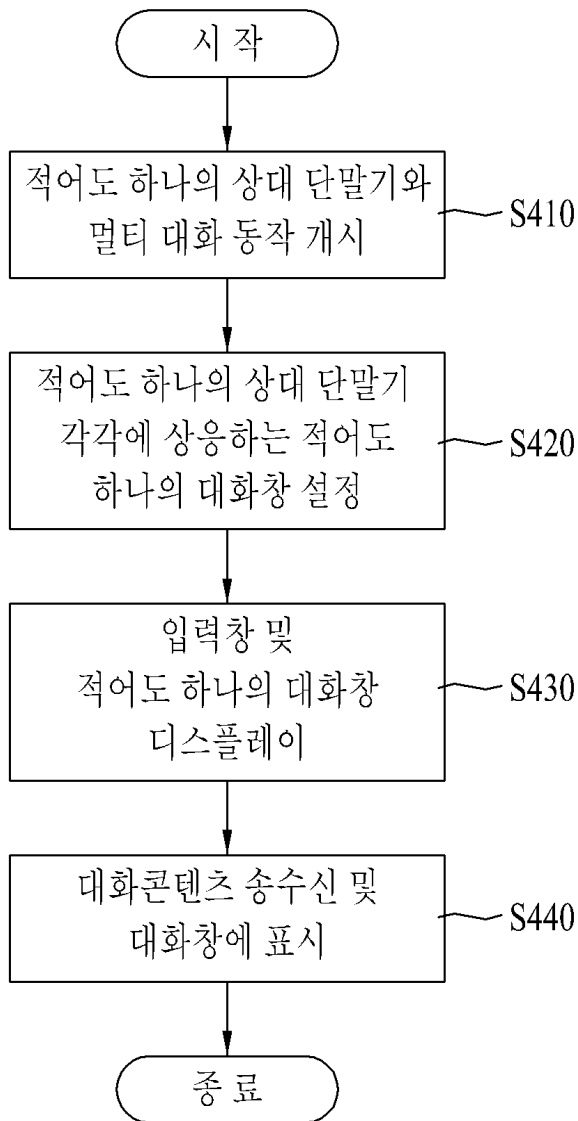 시 작
적어도 하나의 상대 단말기와
멀티 대화 동작 개시
S410
적어도 하나의 상대 단말기
각각에 상응하는 적어도
하나의 대화창 설정
S420
입력창 및
적어도 하나의 대화창
디스플레이
S430
대화콘텐츠 송수신 및
대화창에 표시
S440
종 료